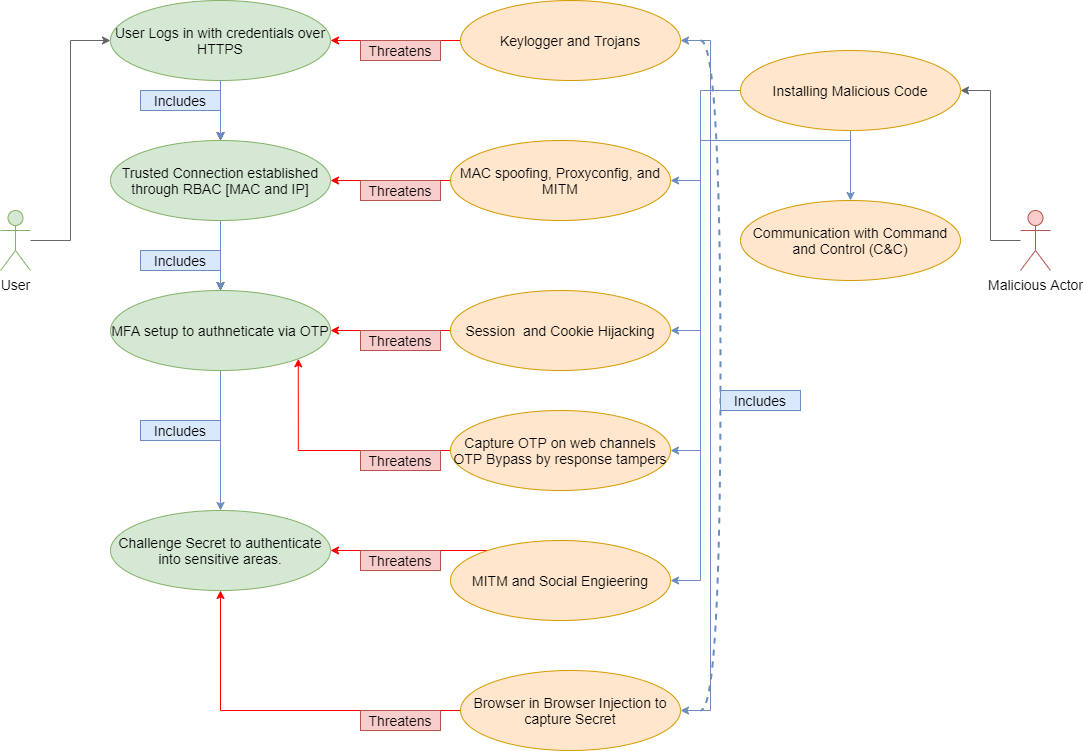 User Logs in with credentials over
HTTPS
Threatens
Keylogger and Trojans
Includes
Installing Malicious Code
Trusted Connection established
through RBAC [MAC and IP]
Threatens
MAC spoofing, Proxyconfig, and
MITM
User
Includes
Communication with Command
and Control (C&C)
Malicious Actor
MFA setup to authneticate via OTP
Threatens
Session  and Cookie Hijacking
Includes
Includes
Threatens
Capture OTP on web channels
OTP Bypass by response tampers
Challenge Secret to authenticate
into sensitive areas.
Threatens
MITM and Social Engieering
Threatens
Browser in Browser Injection to
capture Secret